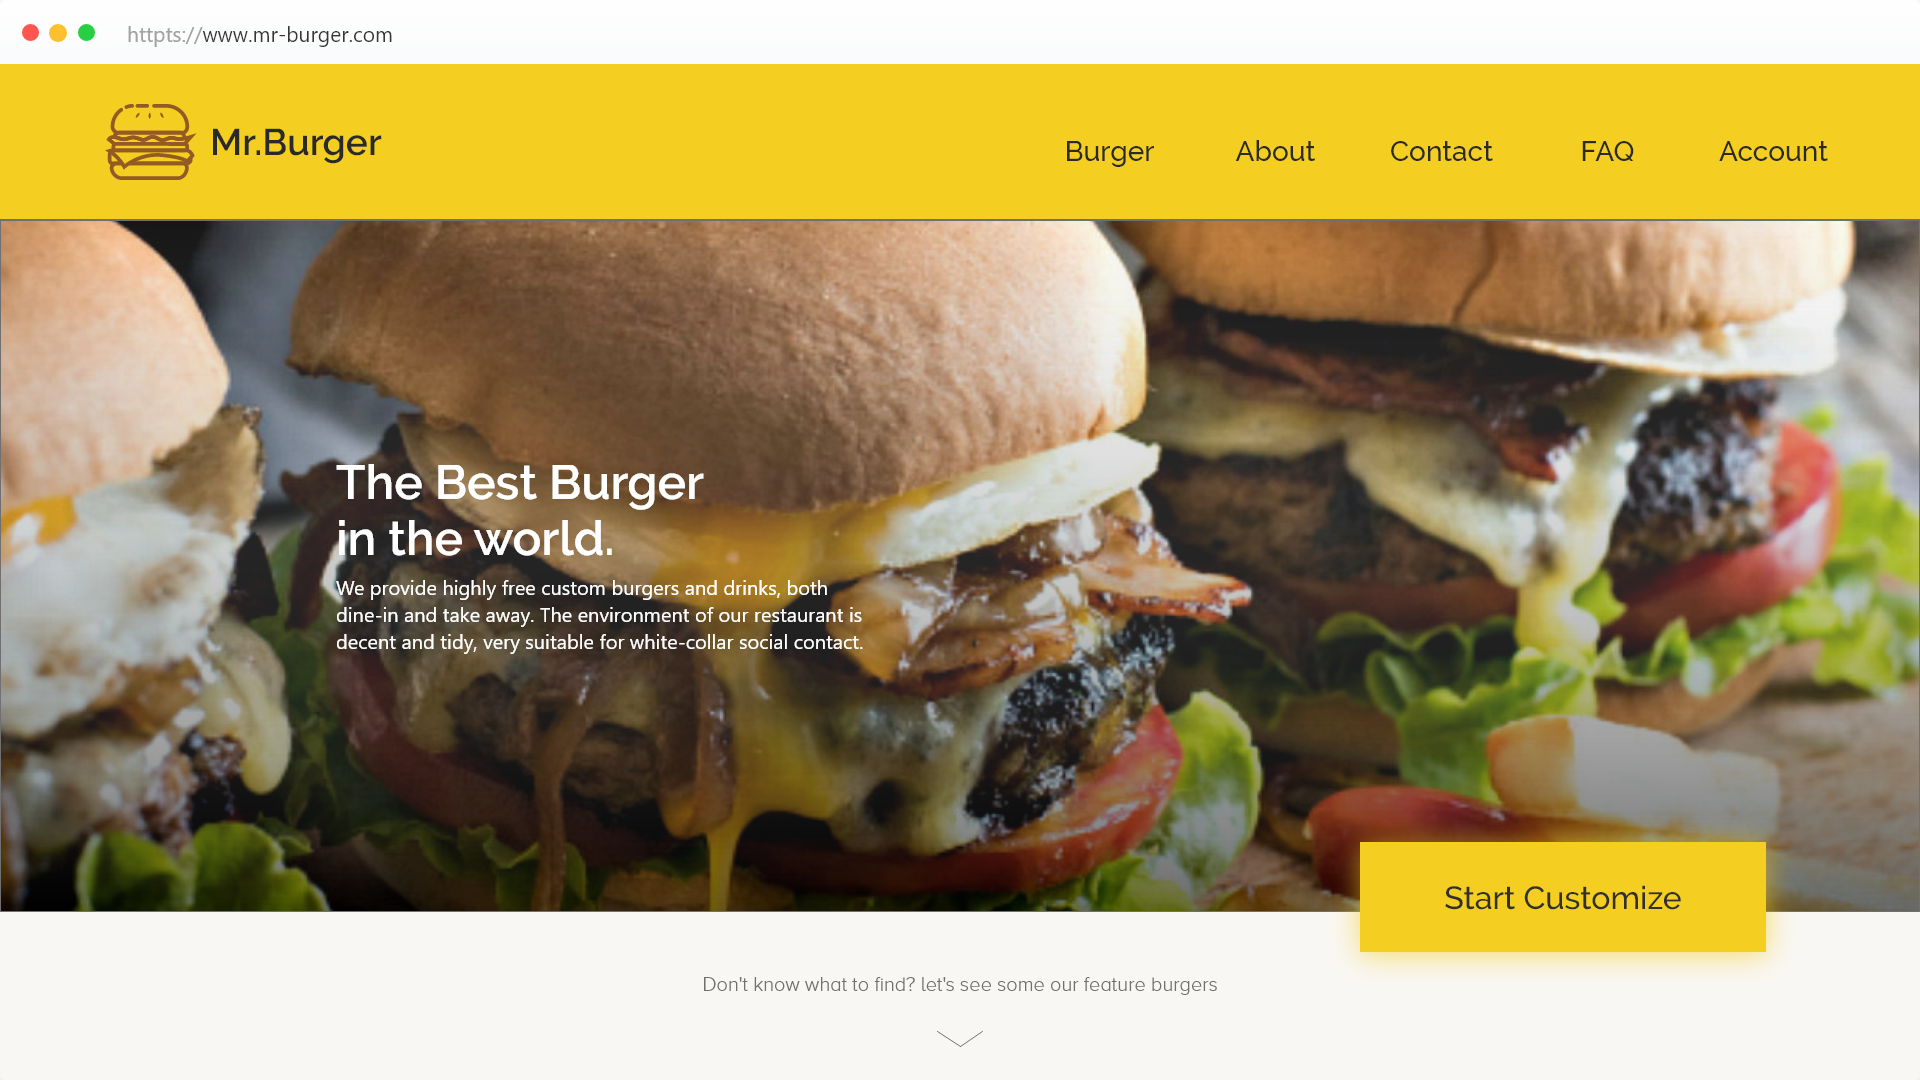 httpts://www.mr-burger.com
Mr.Burger
Burger
About
Contact
FAQ
Account
The Best Burger
in the world.
We provide highly free custom burgers and drinks, both
dine-in and take away. The environment of our restaurant is
decent and tidy, very suitable for white-collar social contact.
Start Customize
Don't know what to find? let's see some our feature burgers